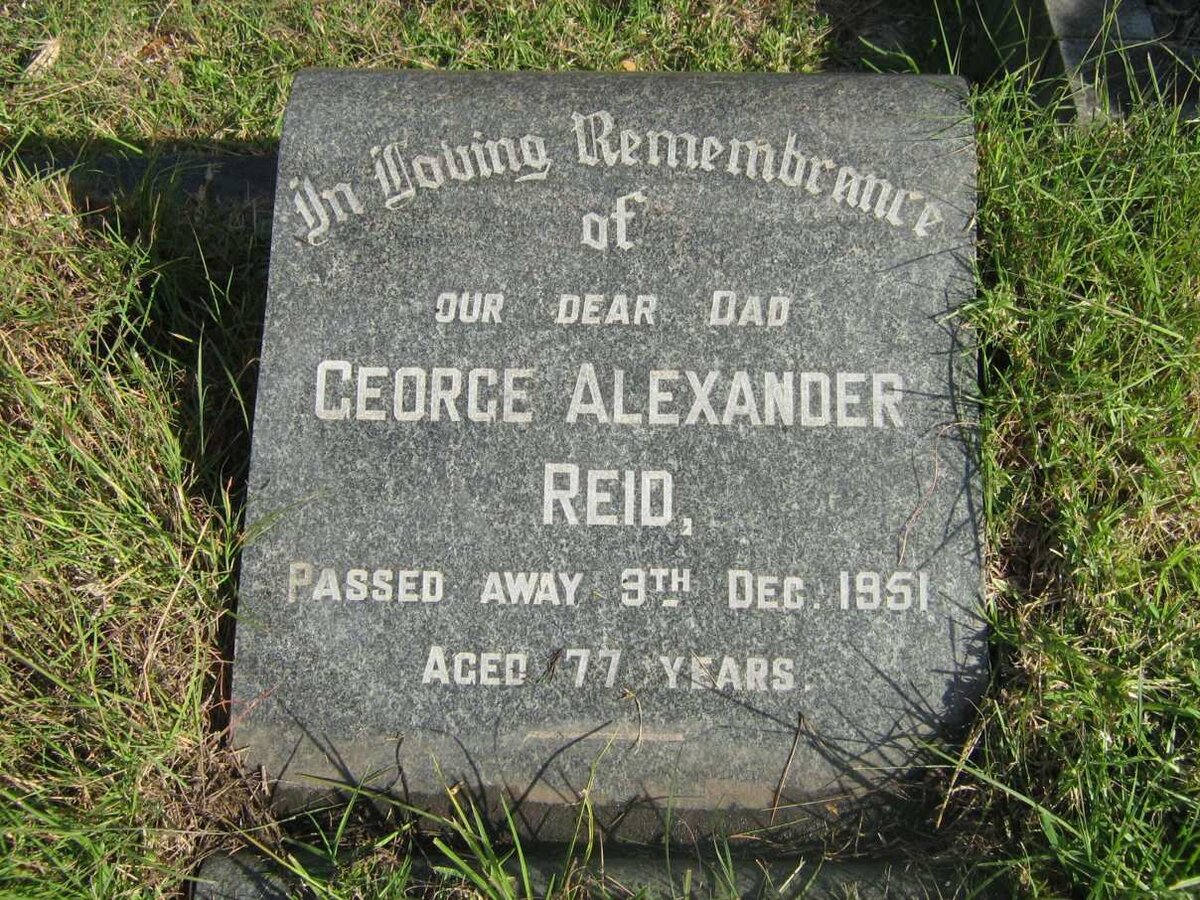 In Loving Remembrance
of
OUR DEAR DAD
GEORGE ALEXANDER
REID,
PASSED AWAY 9TH DEC. 1951
AGED 77 YEARS.